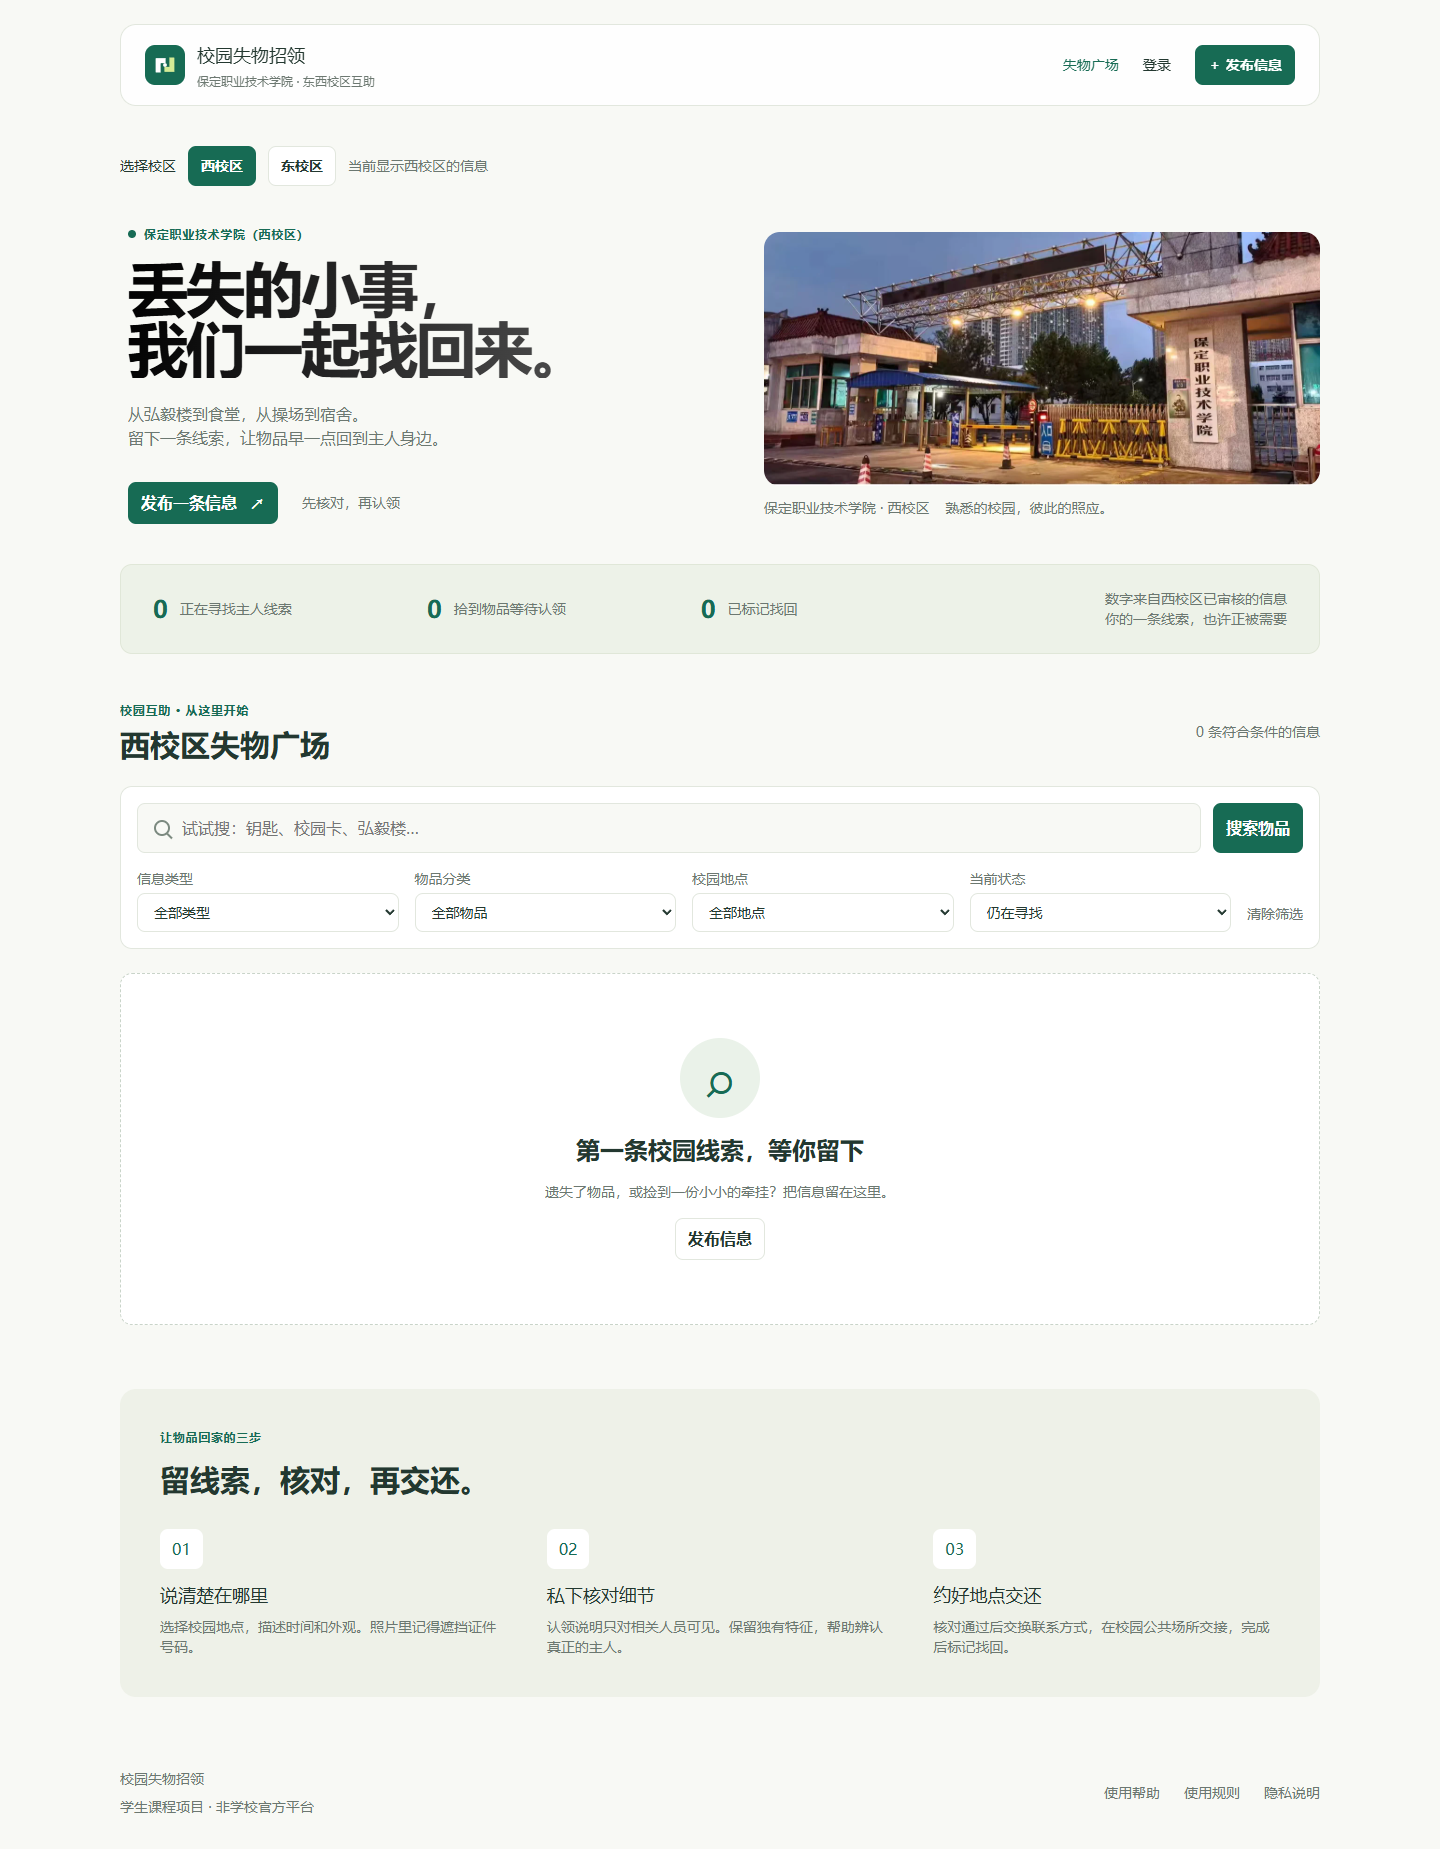 校园失物招领
保定职业技术学院 · 东西校区互助
失物广场
登录
+ 发布信息
选择校区
西校区
东校区
当前显示西校区的信息
保定职业技术学院（西校区）
丢失的小事，
我们一起找回来。
从弘毅楼到食堂，从操场到宿舍。
留下一条线索，让物品早一点回到主人身边。
发布一条信息 ↗
先核对，再认领
保定职业技术学院
保定职业技术学院 · 西校区 熟悉的校园，彼此的照应。
0 正在寻找主人线索
0 拾到物品等待认领
0 已标记找回
数字来自西校区已审核的信息
你的一条线索，也许正被需要
校园互助 · 从这里开始
西校区失物广场
0 条符合条件的信息
试试搜：钥匙、校园卡、弘毅楼...
搜索物品
信息类型
物品分类
校园地点
当前状态
全部类型
全部物品
全部地点
仍在寻找
清除筛选
第一条校园线索，等你留下
遗失了物品，或捡到一份小小的牵挂？把信息留在这里。
发布信息
让物品回家的三步
留线索，核对，再交还。
01
说清楚在哪里
选择校园地点，描述时间和外观。照片里记得遮挡证件
号码。
02
私下核对细节
认领说明只对相关人员可见。保留独有特征，帮助辨认
真正的主人。
03
约好地点交还
核对通过后交换联系方式，在校园公共场所交接，完成
后标记找回。
校园失物招领
学生课程项目 · 非学校官方平台
使用帮助
使用规则
隐私说明